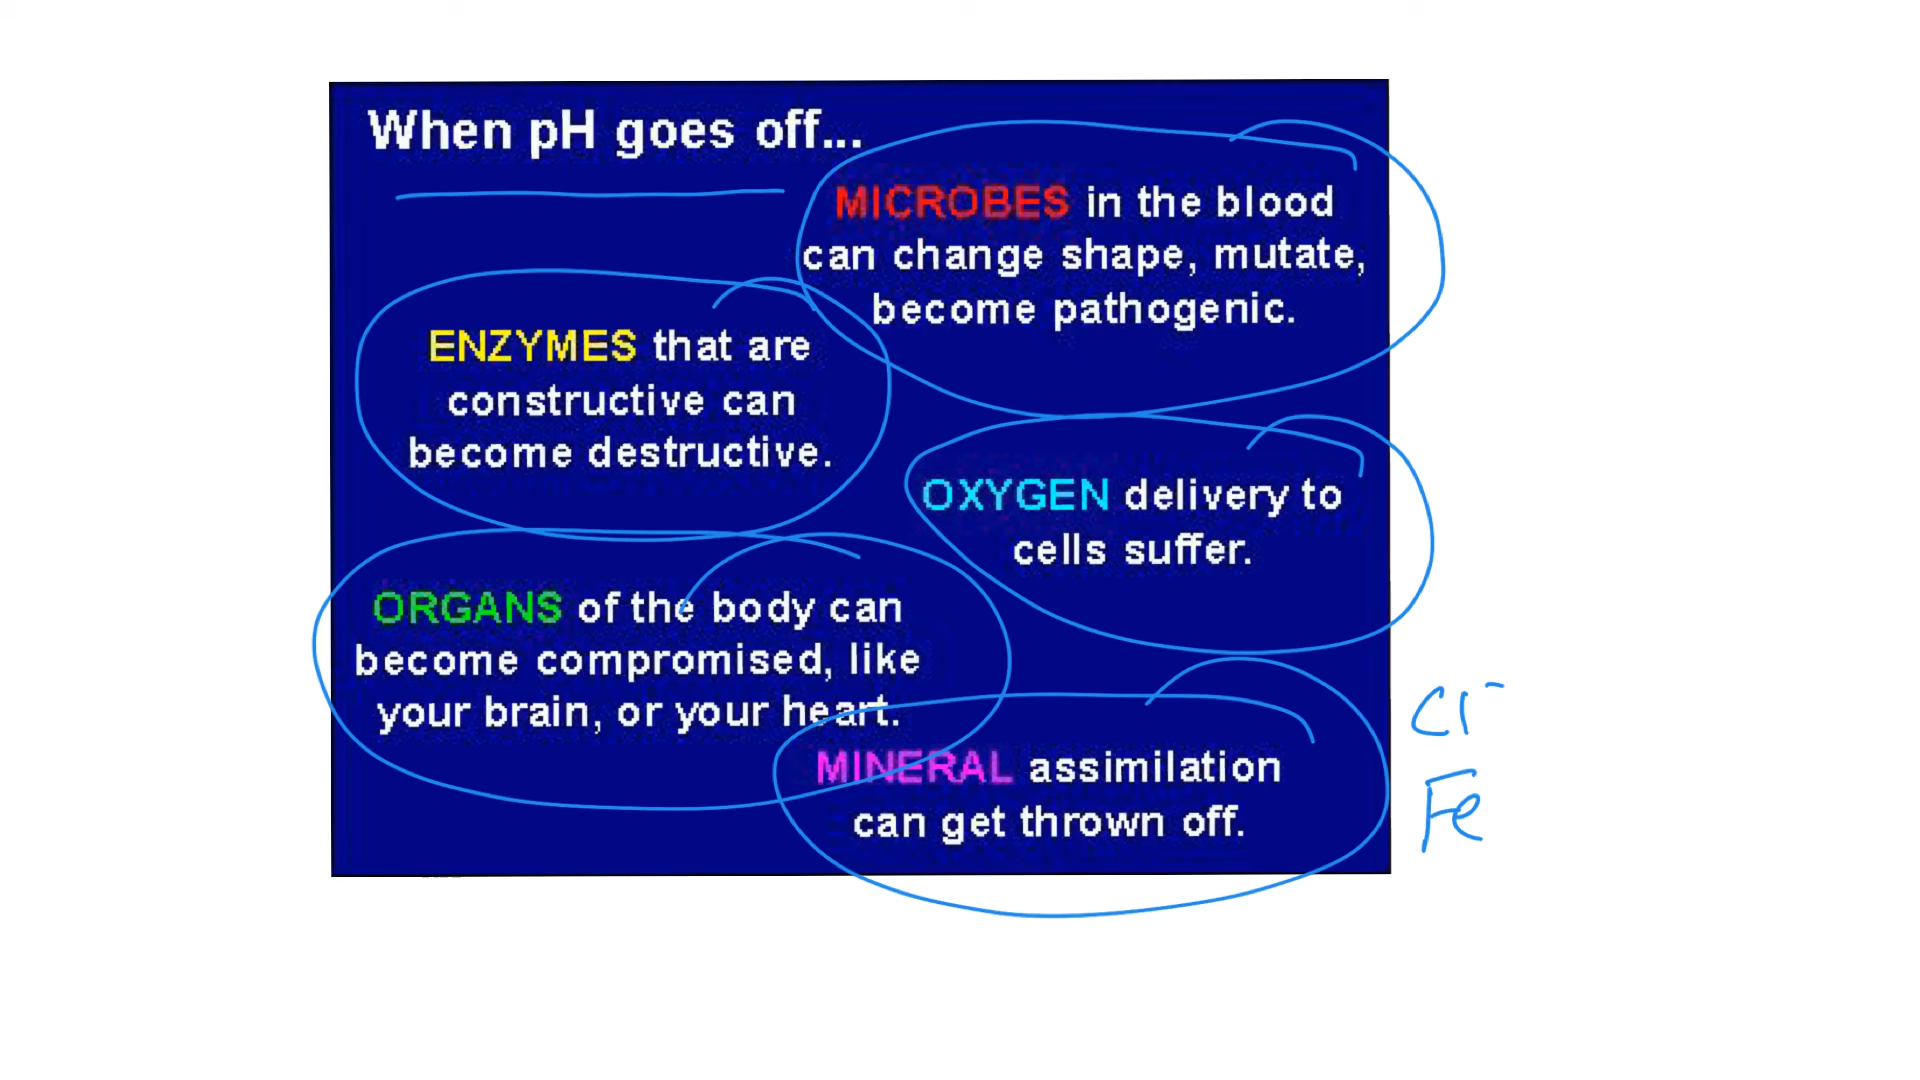 When pH goes off...
MICROBES in the blood
can change shape, mutate,
become pathogenic.
ENZYMES that are
constructive can
become destructive.
OXYGEN delivery to
cells suffer.
ORGANS of the body can
become compromised, like
your brain, or your heart.
MINERAL assimilation
can get thrown off.
Cl⁻
Fe